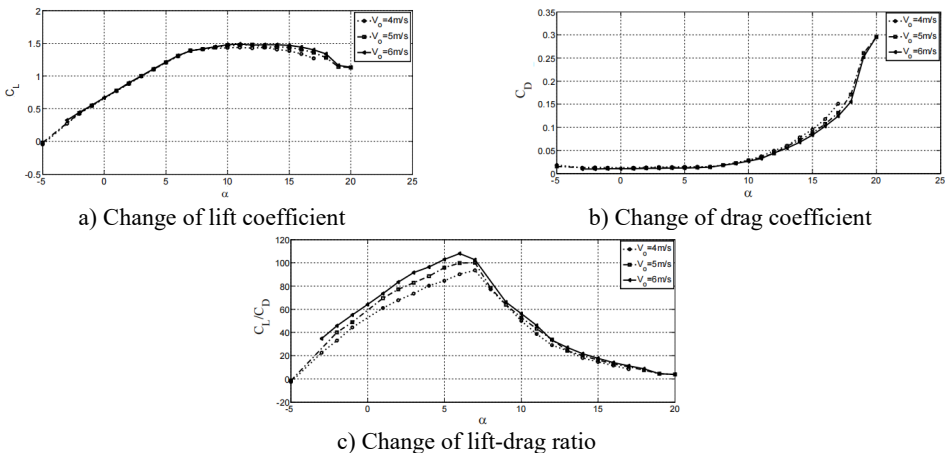 2
1.5
1
0.5
0
-0.5
-5 0 5 10 15 20 25
C_L
α
V_o=4m/s
V_o=5m/s
V_o=6m/s
a) Change of lift coefficient
0.35
0.3
0.25
0.2
0.15
0.1
0.05
0
-5 0 5 10 15 20 25
C_D
α
V_o=4m/s
V_o=5m/s
V_o=6m/s
b) Change of drag coefficient
120
100
80
60
40
20
0
-20
-5 0 5 10 15 20
C_L/C_D
α
V_o=4m/s
V_o=5m/s
V_o=6m/s
c) Change of lift-drag ratio